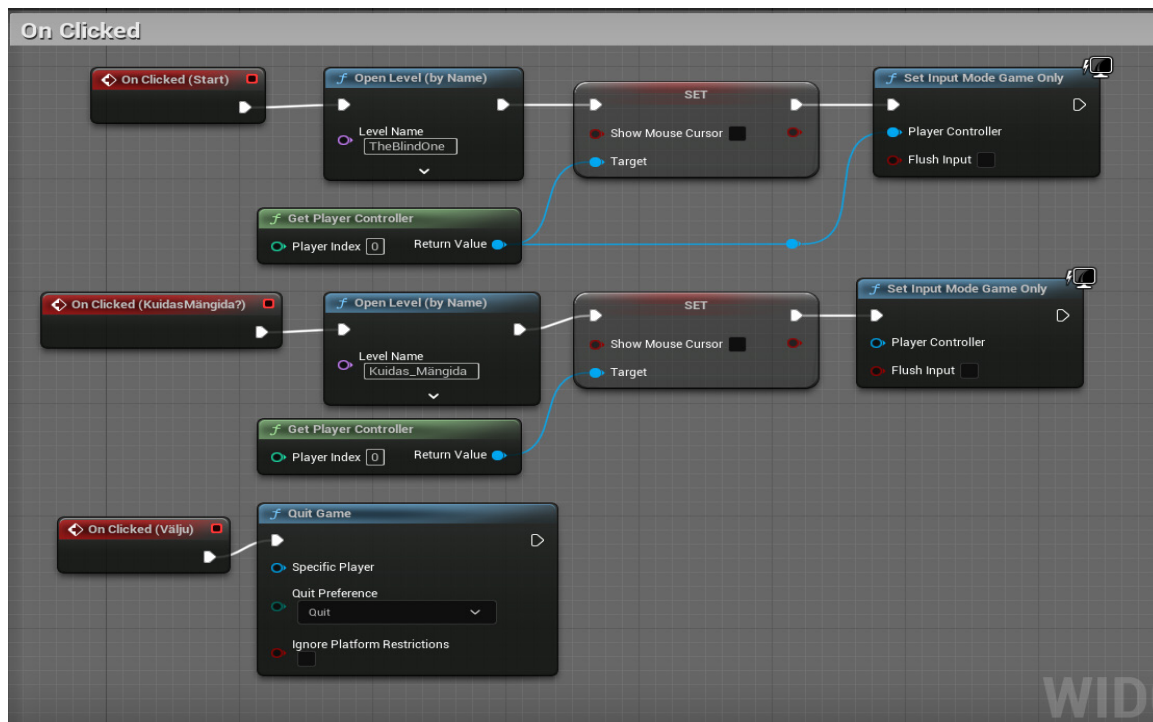 On Clicked
On Clicked (Start)
f Open Level (by Name)
SET
f Set Input Mode Game Only
Level Name
TheBlindOne
Show Mouse Cursor
Target
Player Controller
Flush Input
f Get Player Controller
Player Index 0 Return Value
On Clicked (KuidasMängida?)
f Open Level (by Name)
SET
f Set Input Mode Game Only
Level Name
Kuidas_Mängida
Show Mouse Cursor
Target
Player Controller
Flush Input
f Get Player Controller
Player Index 0 Return Value
On Clicked (Välju)
f Quit Game
Specific Player
Quit Preference
Quit
Ignore Platform Restrictions
WID